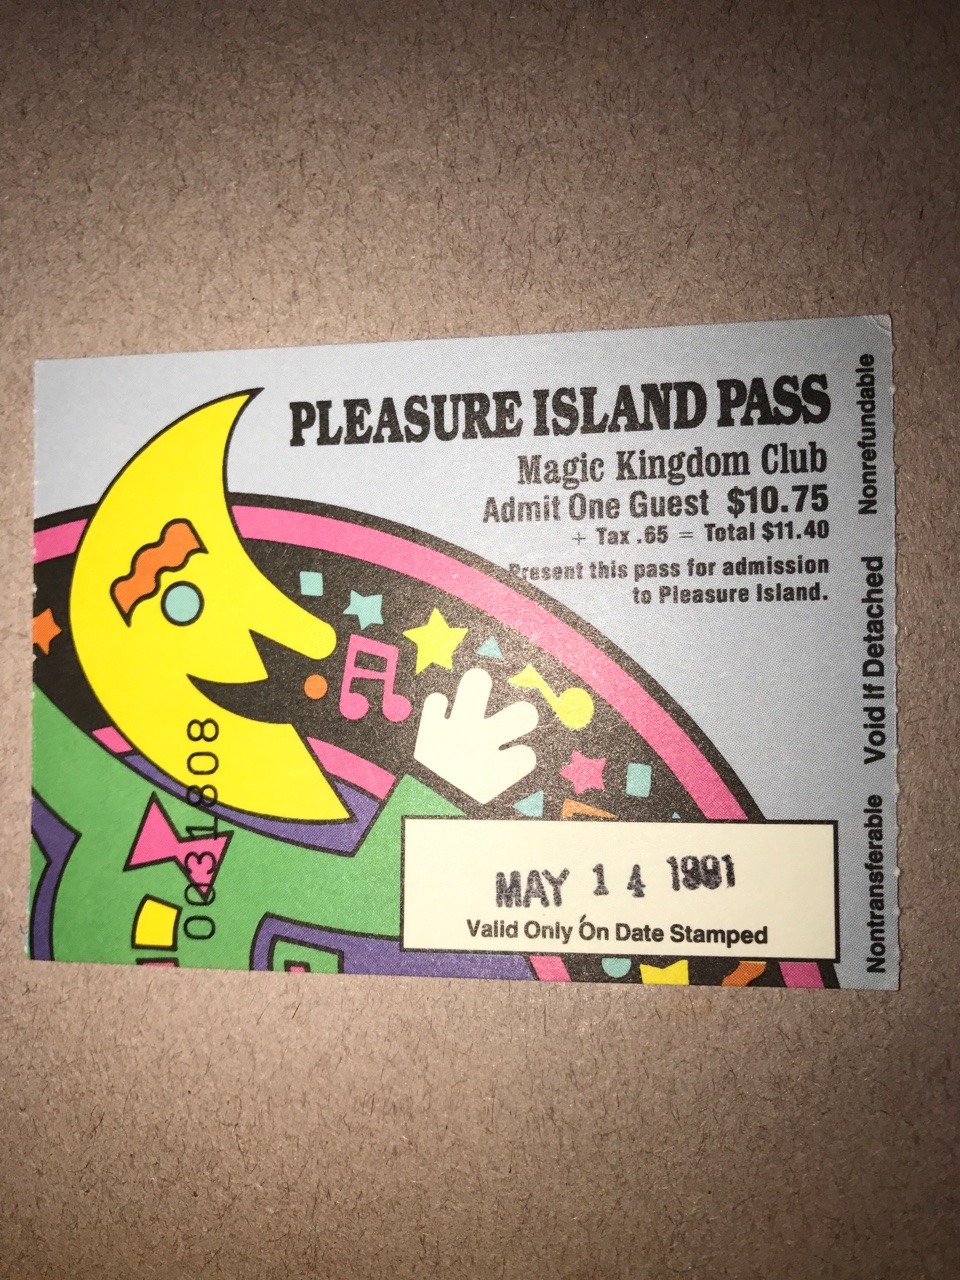 PLEASURE ISLAND PASS
Magic Kingdom Club
Admit One Guest $10.75
+ Tax .65 = Total $11.40
Present this pass for admission
to Pleasure Island.
MAY 14 1991
Valid Only On Date Stamped
Nontransferable Void If Detached Nonrefundable
0031808